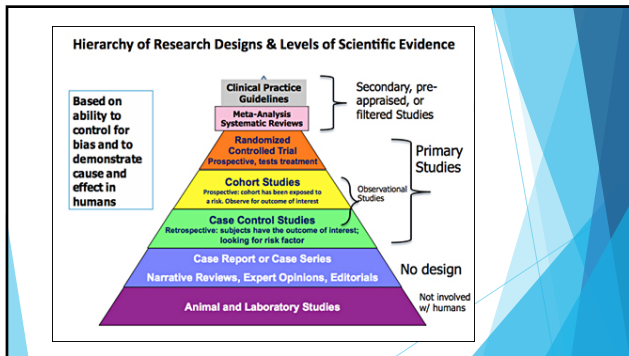 Hierarchy of Research Designs & Levels of Scientific Evidence
Based on
ability to
control for
bias and to
demonstrate
cause and
effect in
humans
Clinical Practice
Guidelines
Meta-Analysis
Systematic Reviews
Secondary, pre-
appraised, or
filtered Studies
Randomized
Controlled Trial
Prospective, tests treatment
Cohort Studies
Prospective: cohort has been exposed to
a risk. Observe for outcome of interest
Case Control Studies
Retrospective: subjects have the outcome of interest;
looking for risk factor
Observational
Studies
Primary
Studies
Case Report or Case Series
Narrative Reviews, Expert Opinions, Editorials
No design
Animal and Laboratory Studies
Not involved
w/ humans